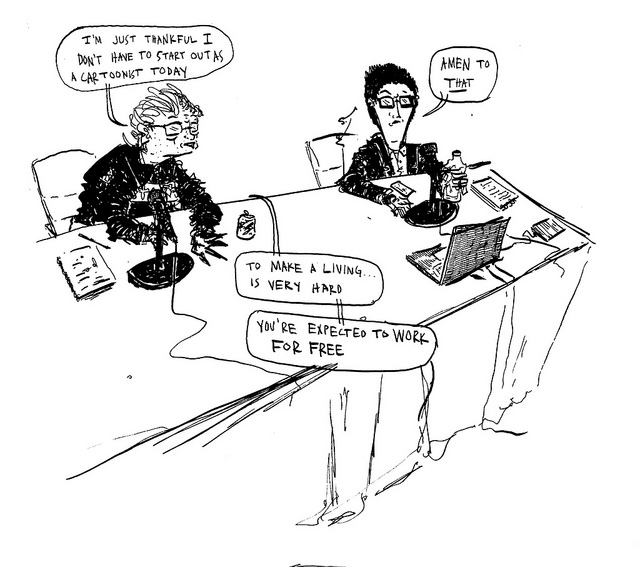 I'M JUST THANKFUL I
DON'T HAVE TO START OUT AS
A CARTOONIST TODAY
AMEN TO
THAT
TO MAKE A LIVING...
IS VERY HARD
YOU'RE EXPECTED TO WORK
FOR FREE